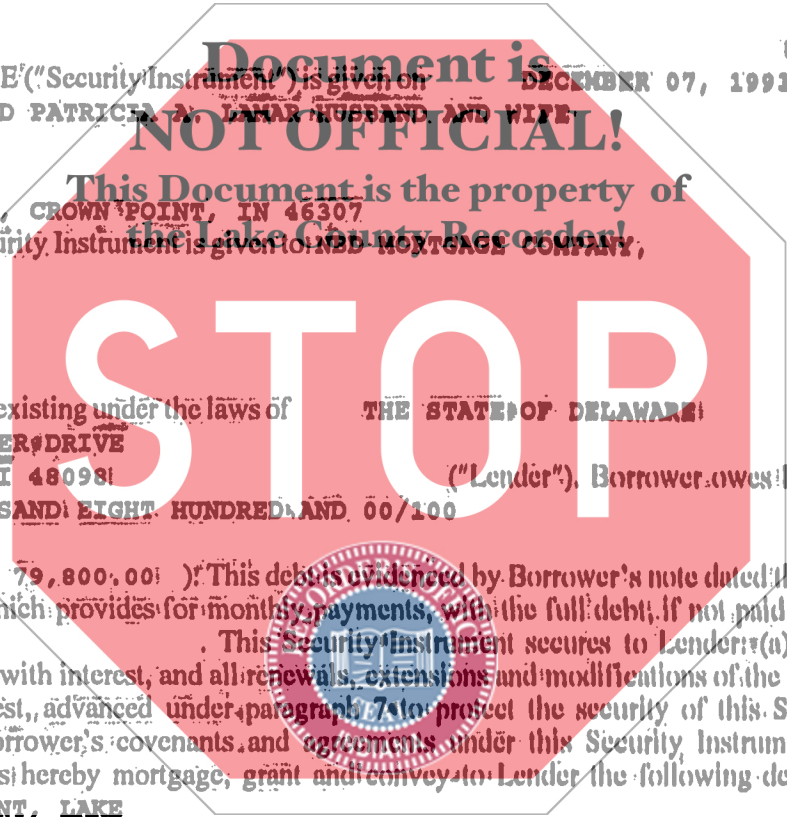 Document is
E ("Security Instrument") is given on DECEMBER 07, 1993
D PATRICIA A. LAMAR HUSBAND AND WIFE
NOT OFFICIAL!
This Document is the property of
, CROWN POINT, IN 46307
the Lake County Recorder!
rity Instrument is given to NBD MORTGAGE COMPANY,
STOP
existing under the laws of THE STATE OF DELAWARE
ER DRIVE
I 48098
("Lender"). Borrower owes
SAND EIGHT HUNDRED AND 00/100
79,800.00 ). This debt is evidenced by Borrower's note dated
hich provides for monthly payments, with the full debt, if not paid
. This Security Instrument secures to Lender: (a)
with interest, and all renewals, extensions and modifications of the
est, advanced under paragraph 7 to protect the security of this S
orrower's covenants and agreements under this Security Instrum
s hereby mortgage, grant and convey to Lender the following de
NT, LAKE
SEAL